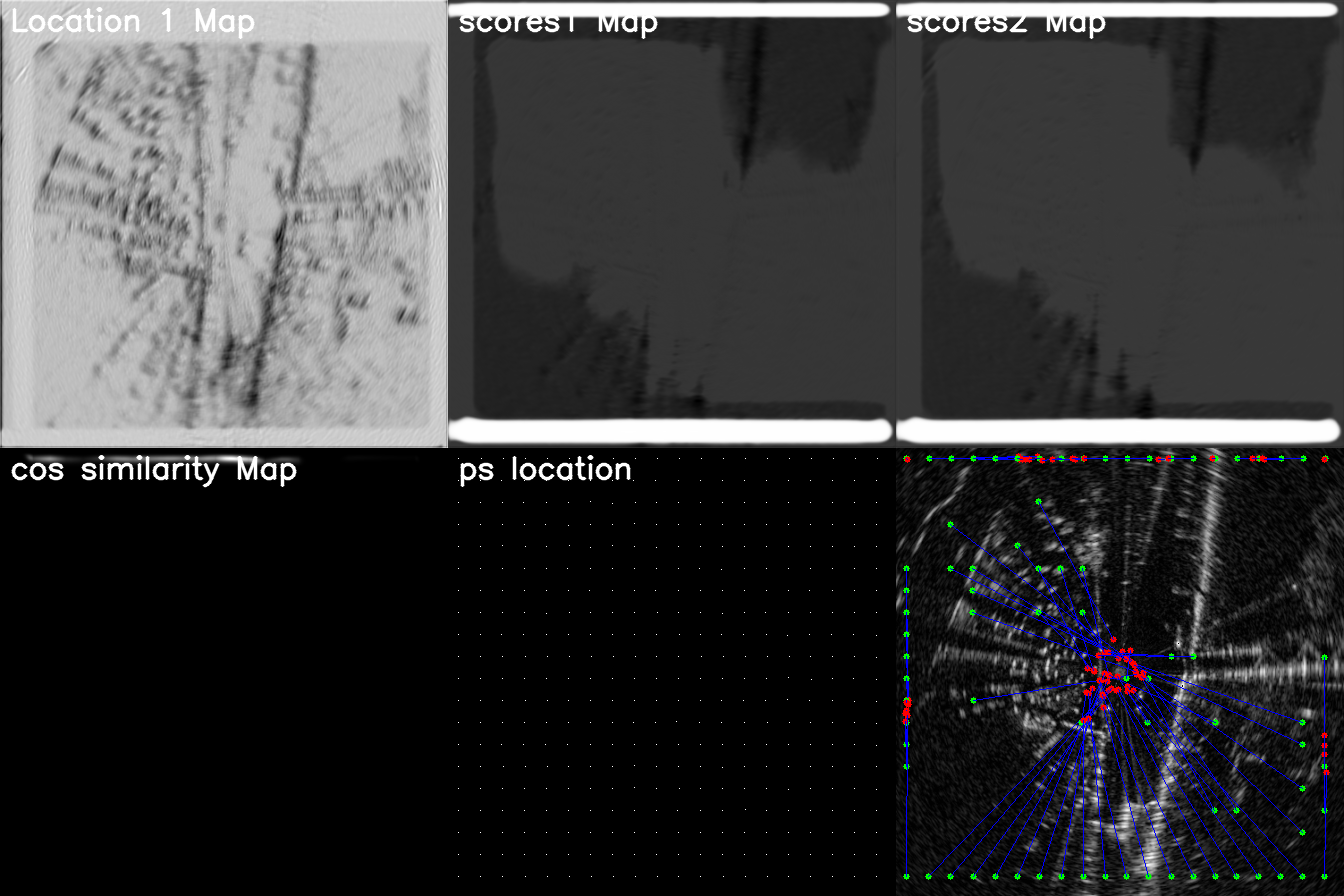 Location 1 Map
scores1 Map
scores2 Map
cos similarity Map
ps location